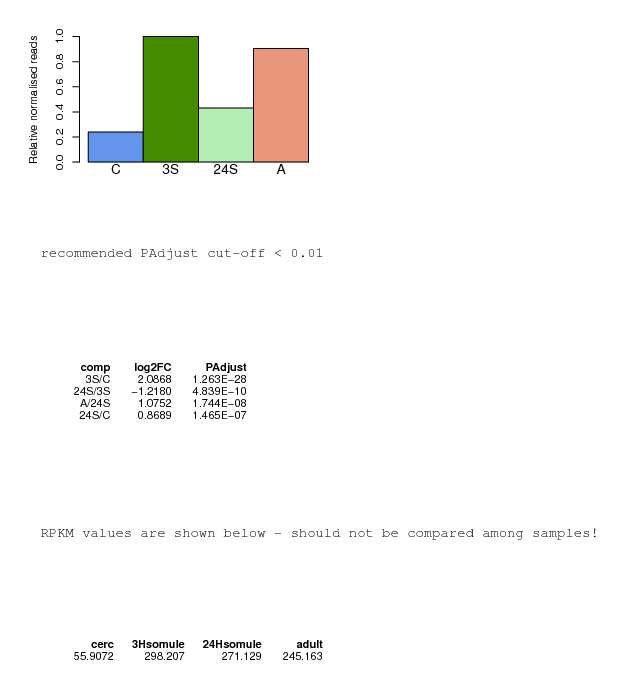 Relative normalised reads
1.0
0.8
0.6
0.4
0.2
0.0
C 3S 24S A
recommended PAdjust cut-off < 0.01
comp log2FC PAdjust
3S/C 2.0868 1.263E-28
24S/3S -1.2180 4.839E-10
A/24S 1.0752 1.744E-08
24S/C 0.8689 1.465E-07
RPKM values are shown below - should not be compared among samples!
cerc 3Hsomule 24Hsomule adult
55.9072 298.207 271.129 245.163